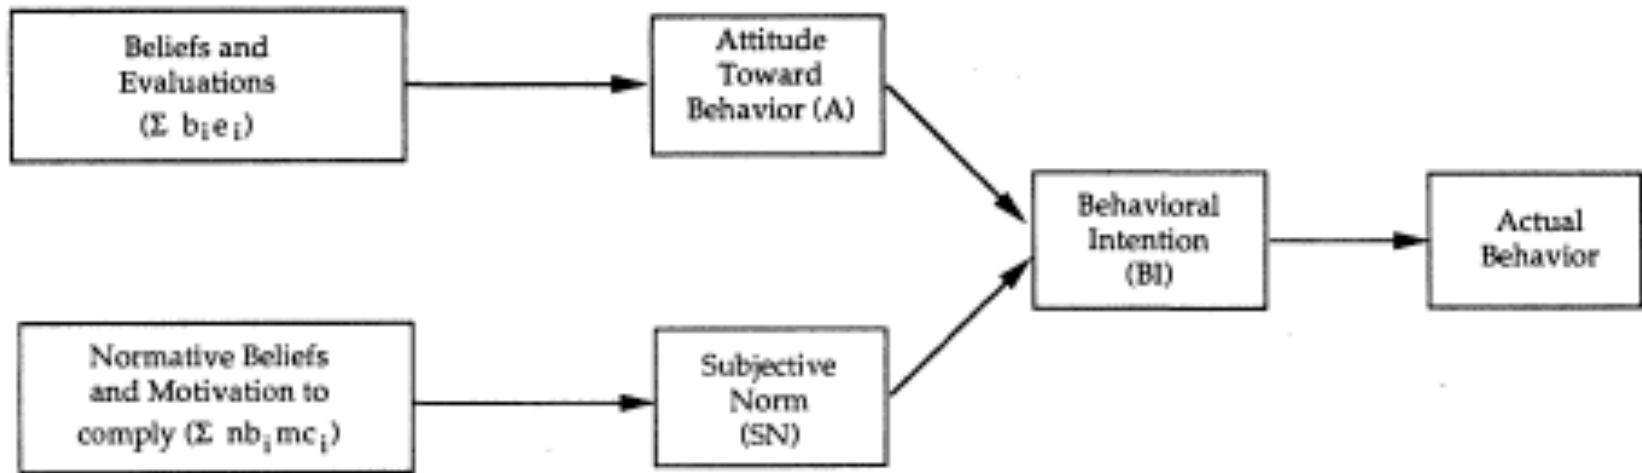 Beliefs and
Evaluations
(Σ bᵢeᵢ)
Attitude
Toward
Behavior (A)
Normative Beliefs
and Motivation to
comply (Σ nbᵢmcᵢ)
Subjective
Norm
(SN)
Behavioral
Intention
(BI)
Actual
Behavior